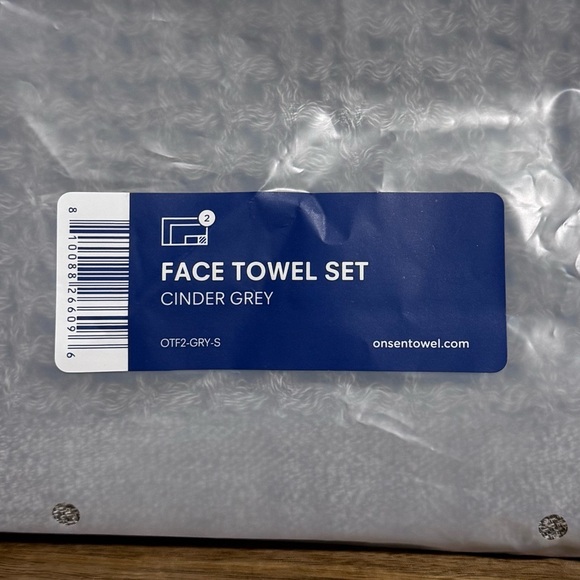 2
FACE TOWEL SET
CINDER GREY
OTF2-GRY-S
onsentowel.com
8 10088 26609 6